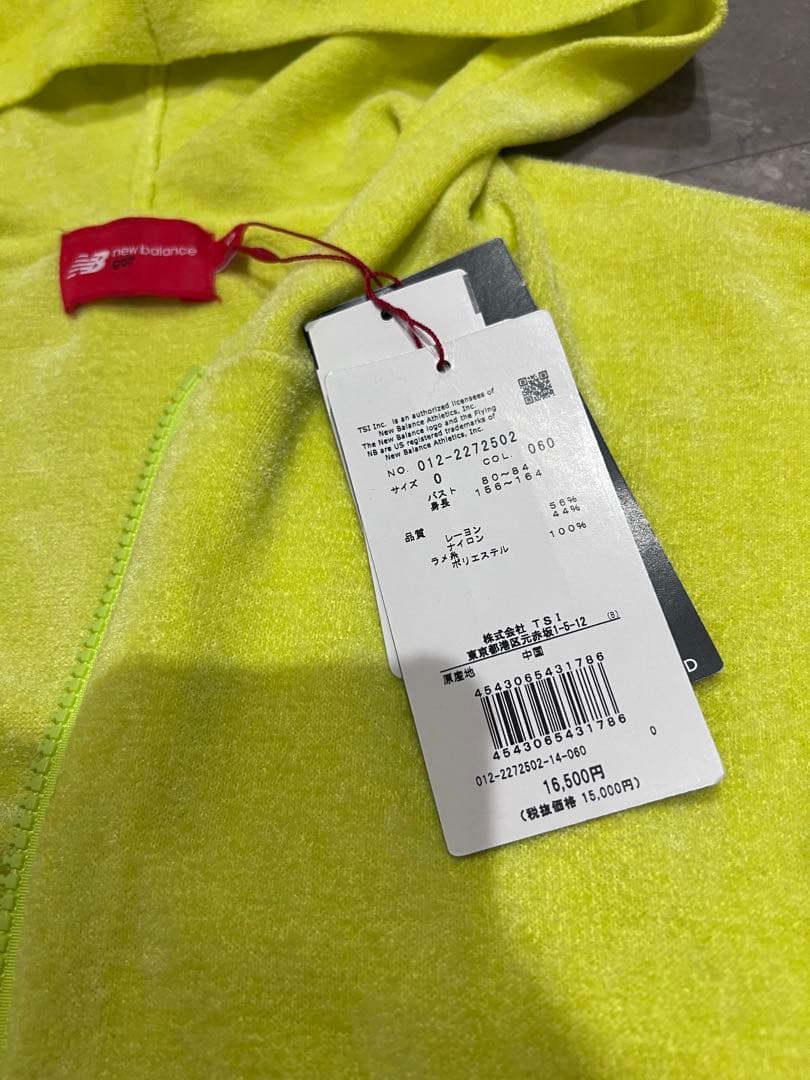 NB new balance
golf
TSI Inc. is an authorized licensees of
New Balance Athletics, Inc.
The New Balance logo and the Flying
NB are US registered trademarks of
New Balance Athletics, Inc.
NO. 012-2272502
サイズ 0 COL. 060
バスト 80～84
身長 156～164
品質 レーヨン 56%
ナイロン 44%
ラメ糸
ポリエステル 100%
株式会社 TSI (B)
東京都港区元赤坂1-5-12
原産地 中国
4543065431786
4543065431786
012-2272502-14-060 0
16,500円
(税抜価格 15,000円)
D